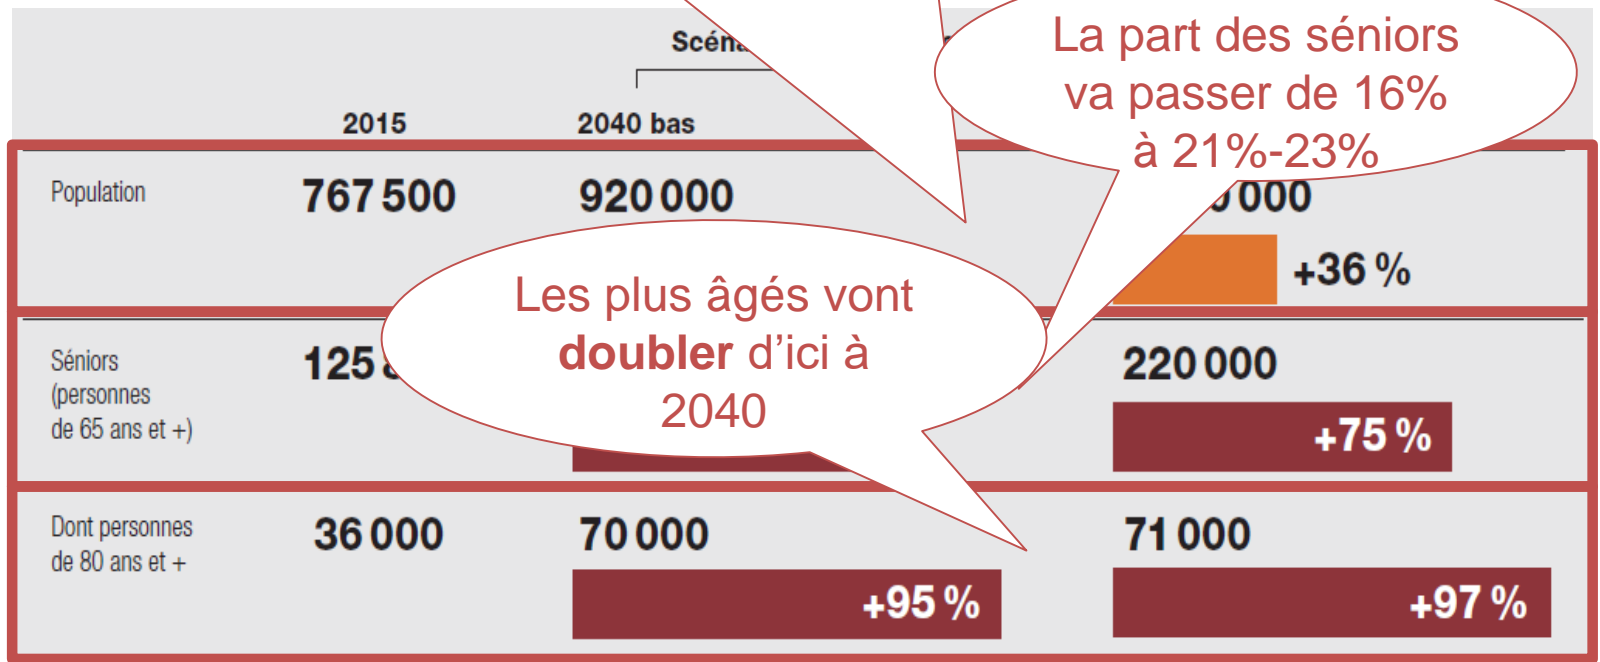 La part des séniors
va passer de 16%
à 21%-23%
2015
2040 bas
Population
767 500
920 000
+36 %
Les plus âgés vont
doubler d'ici à
2040
Séniors
(personnes
de 65 ans et +)
220 000
+75 %
Dont personnes
de 80 ans et +
36 000
70 000
71 000
+95 %
+97 %